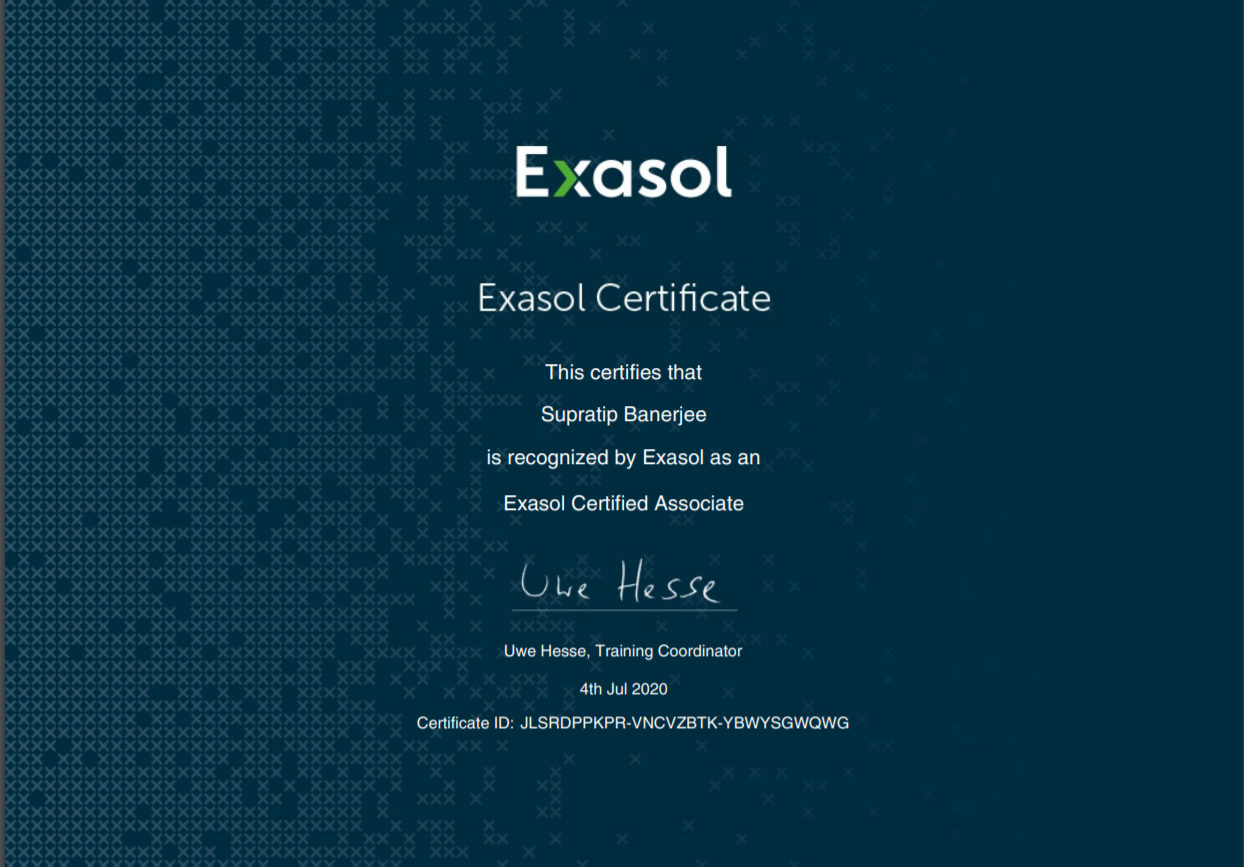 Exasol
Exasol Certificate
This certifies that
Supratip Banerjee
is recognized by Exasol as an
Exasol Certified Associate
Uwe Hesse
Uwe Hesse, Training Coordinator
4th Jul 2020
Certificate ID: JLSRDPPKPR-VNCVZBTK-YBWYSGWQWG